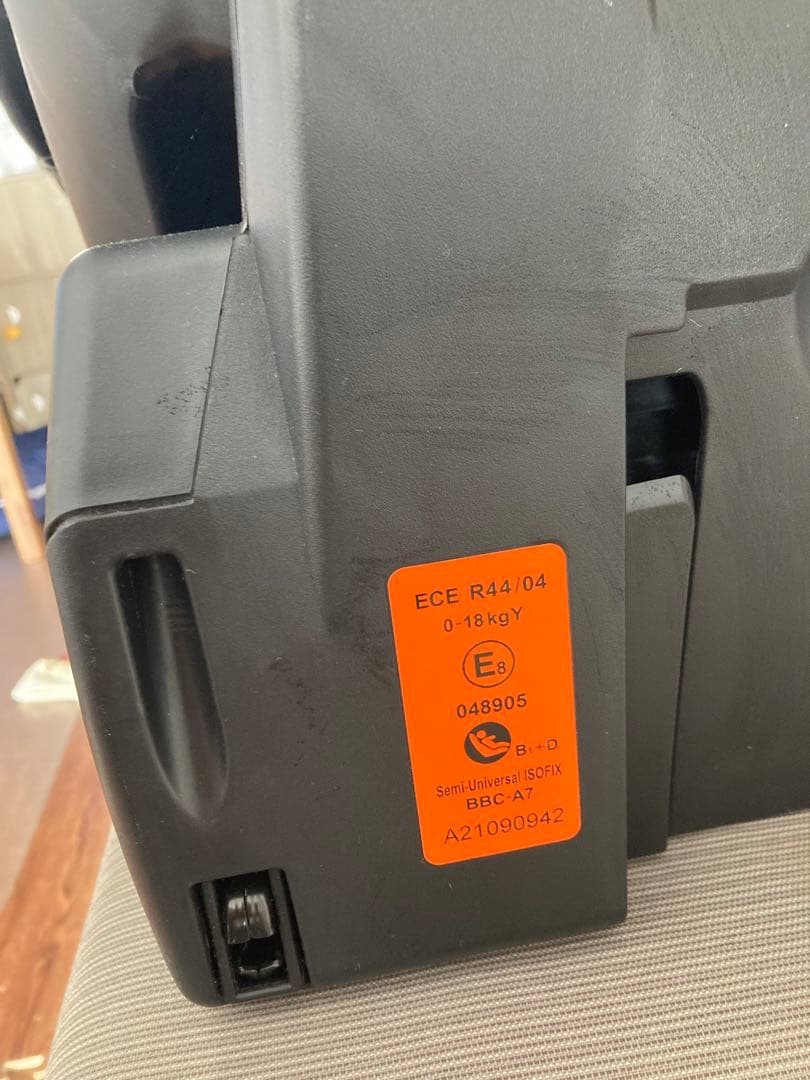 ECE R44/04
0-18kgY
E8
048905
B1+D
Semi-Universal ISOFIX
BBC-A7
A21090942